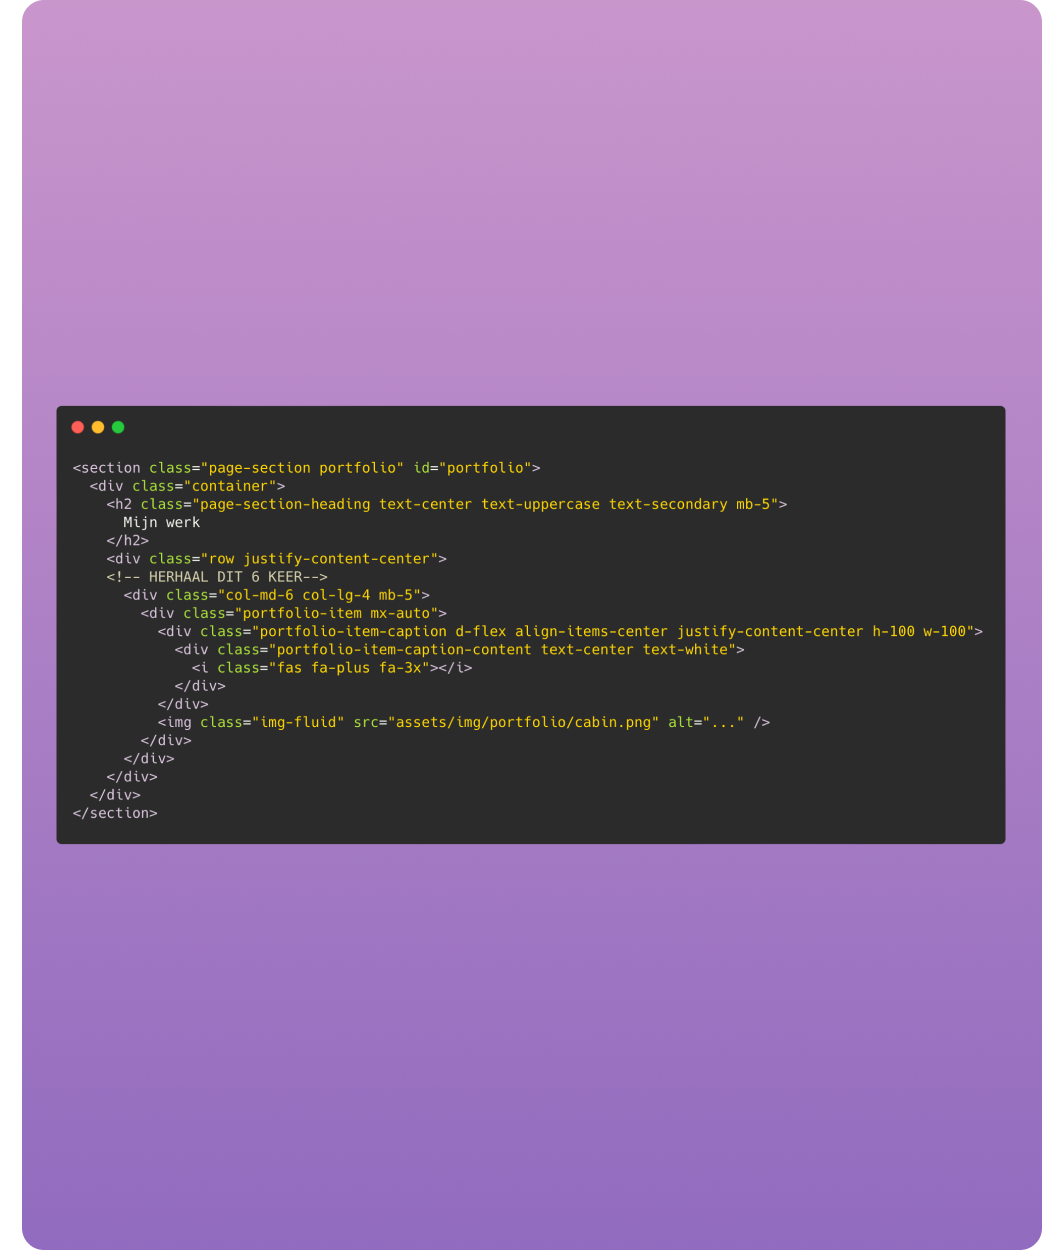 <section class="page-section portfolio" id="portfolio">
  <div class="container">
    <h2 class="page-section-heading text-center text-uppercase text-secondary mb-5">
      Mijn werk
    </h2>
    <div class="row justify-content-center">
    <!-- HERHAAL DIT 6 KEER-->
      <div class="col-md-6 col-lg-4 mb-5">
        <div class="portfolio-item mx-auto">
          <div class="portfolio-item-caption d-flex align-items-center justify-content-center h-100 w-100">
            <div class="portfolio-item-caption-content text-center text-white">
              <i class="fas fa-plus fa-3x"></i>
            </div>
          </div>
          <img class="img-fluid" src="assets/img/portfolio/cabin.png" alt="..." />
        </div>
      </div>
    </div>
  </div>
</section>